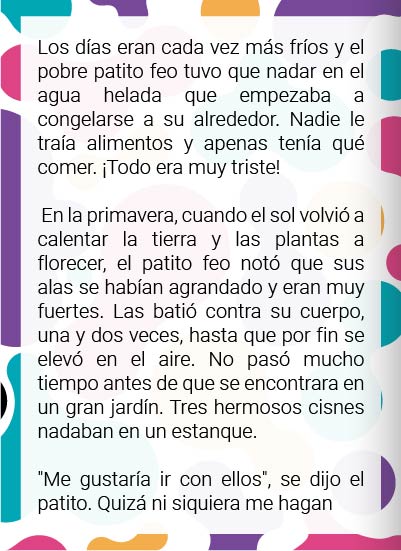 Los días eran cada vez más fríos y el
pobre patito feo tuvo que nadar en el
agua helada que empezaba a
congelarse a su alrededor. Nadie le
traía alimentos y apenas tenía qué
comer. ¡Todo era muy triste!
En la primavera, cuando el sol volvió a
calentar la tierra y las plantas a
florecer, el patito feo notó que sus
alas se habían agrandado y eran muy
fuertes. Las batió contra su cuerpo,
una y dos veces, hasta que por fin se
elevó en el aire. No pasó mucho
tiempo antes de que se encontrara en
un gran jardín. Tres hermosos cisnes
nadaban en un estanque.
"Me gustaría ir con ellos", se dijo el
patito. Quizá ni siquiera me hagan